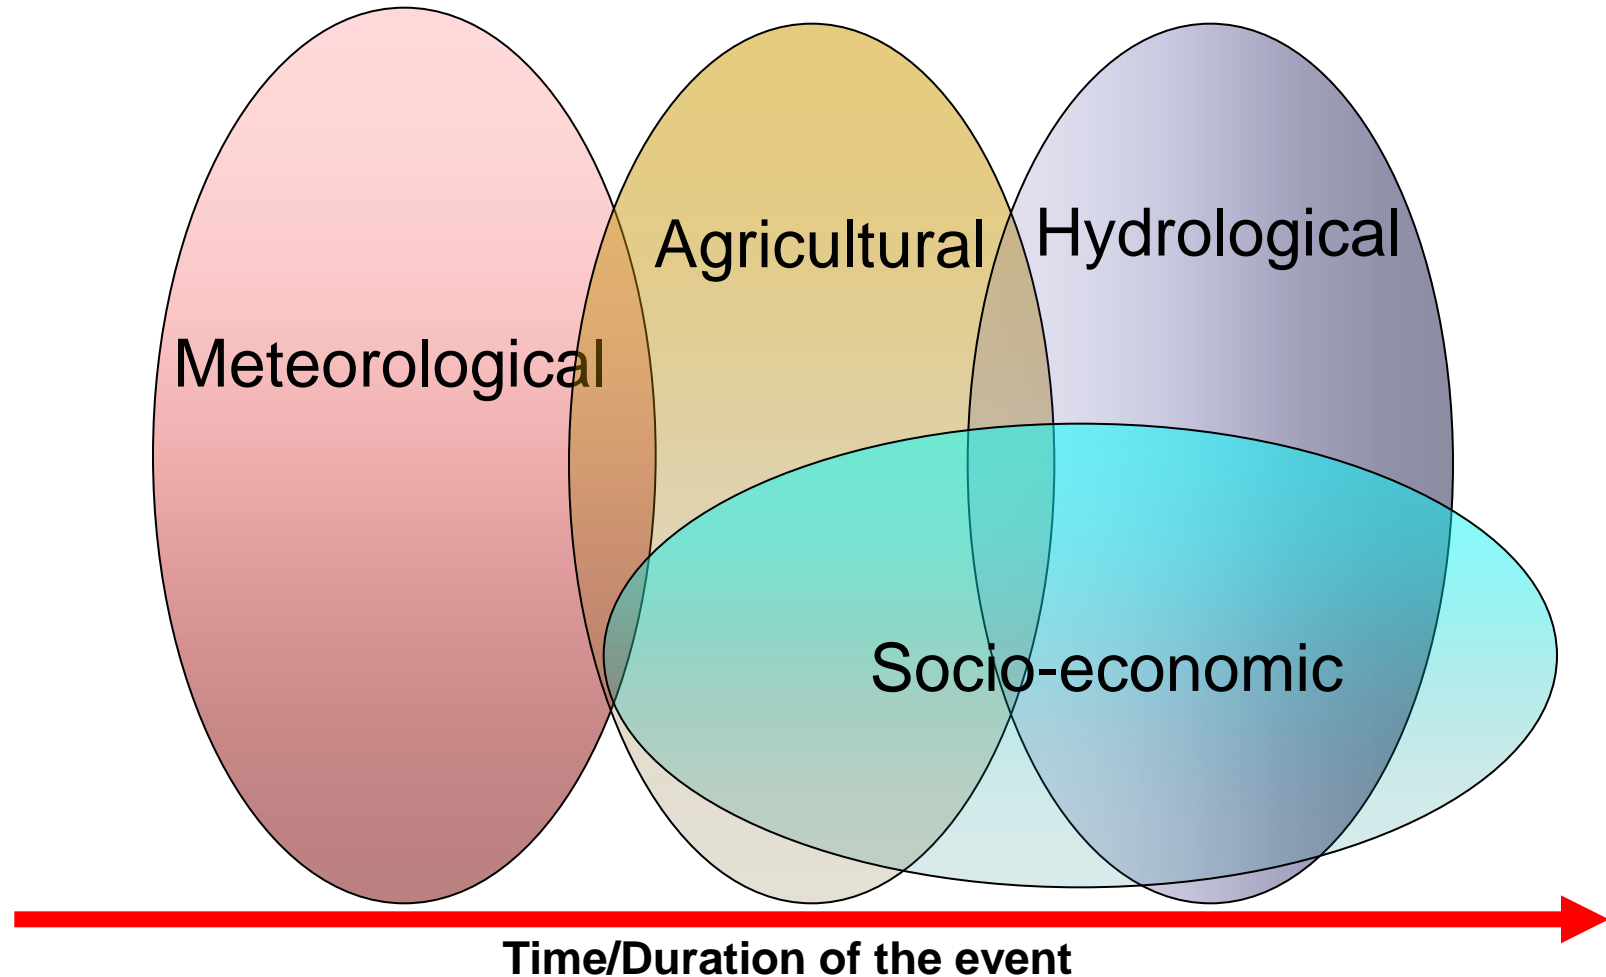 Meteorological
Agricultural
Hydrological
Socio-economic
Time/Duration of the event